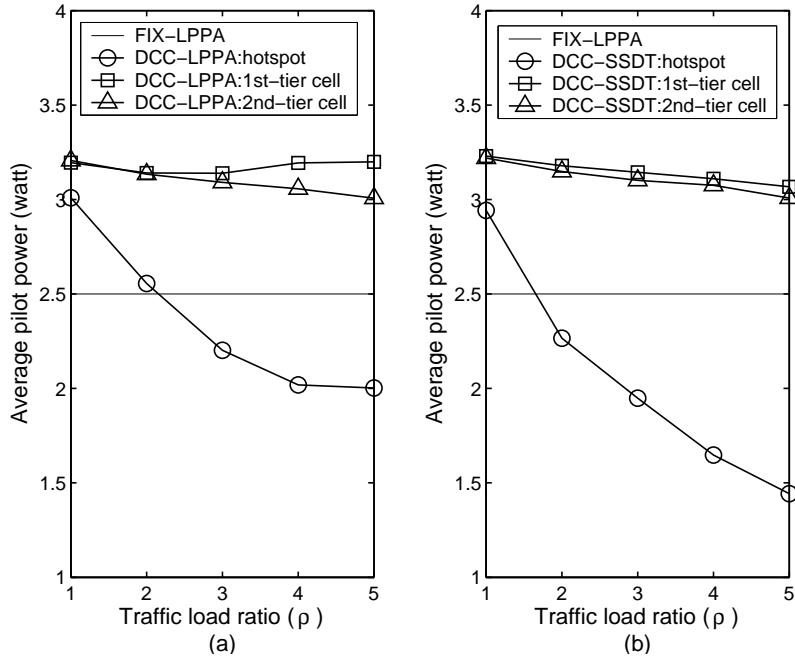 FIX−LPPA
DCC−LPPA:hotspot
DCC−LPPA:1st−tier cell
DCC−LPPA:2nd−tier cell
4
3.5
3
2.5
2
1.5
1
Average pilot power (watt)
1 2 3 4 5
Traffic load ratio ( ρ )
(a)
FIX−LPPA
DCC−SSDT:hotspot
DCC−SSDT:1st−tier cell
DCC−SSDT:2nd−tier cell
4
3.5
3
2.5
2
1.5
1
Average pilot power (watt)
1 2 3 4 5
Traffic load ratio ( ρ )
(b)